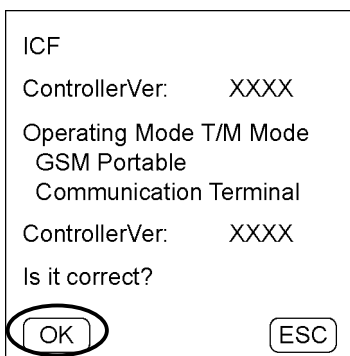 ICF
ControllerVer: XXXX
Operating Mode T/M Mode
GSM Portable
Communication Terminal
ControllerVer: XXXX
Is it correct?
OK ESC